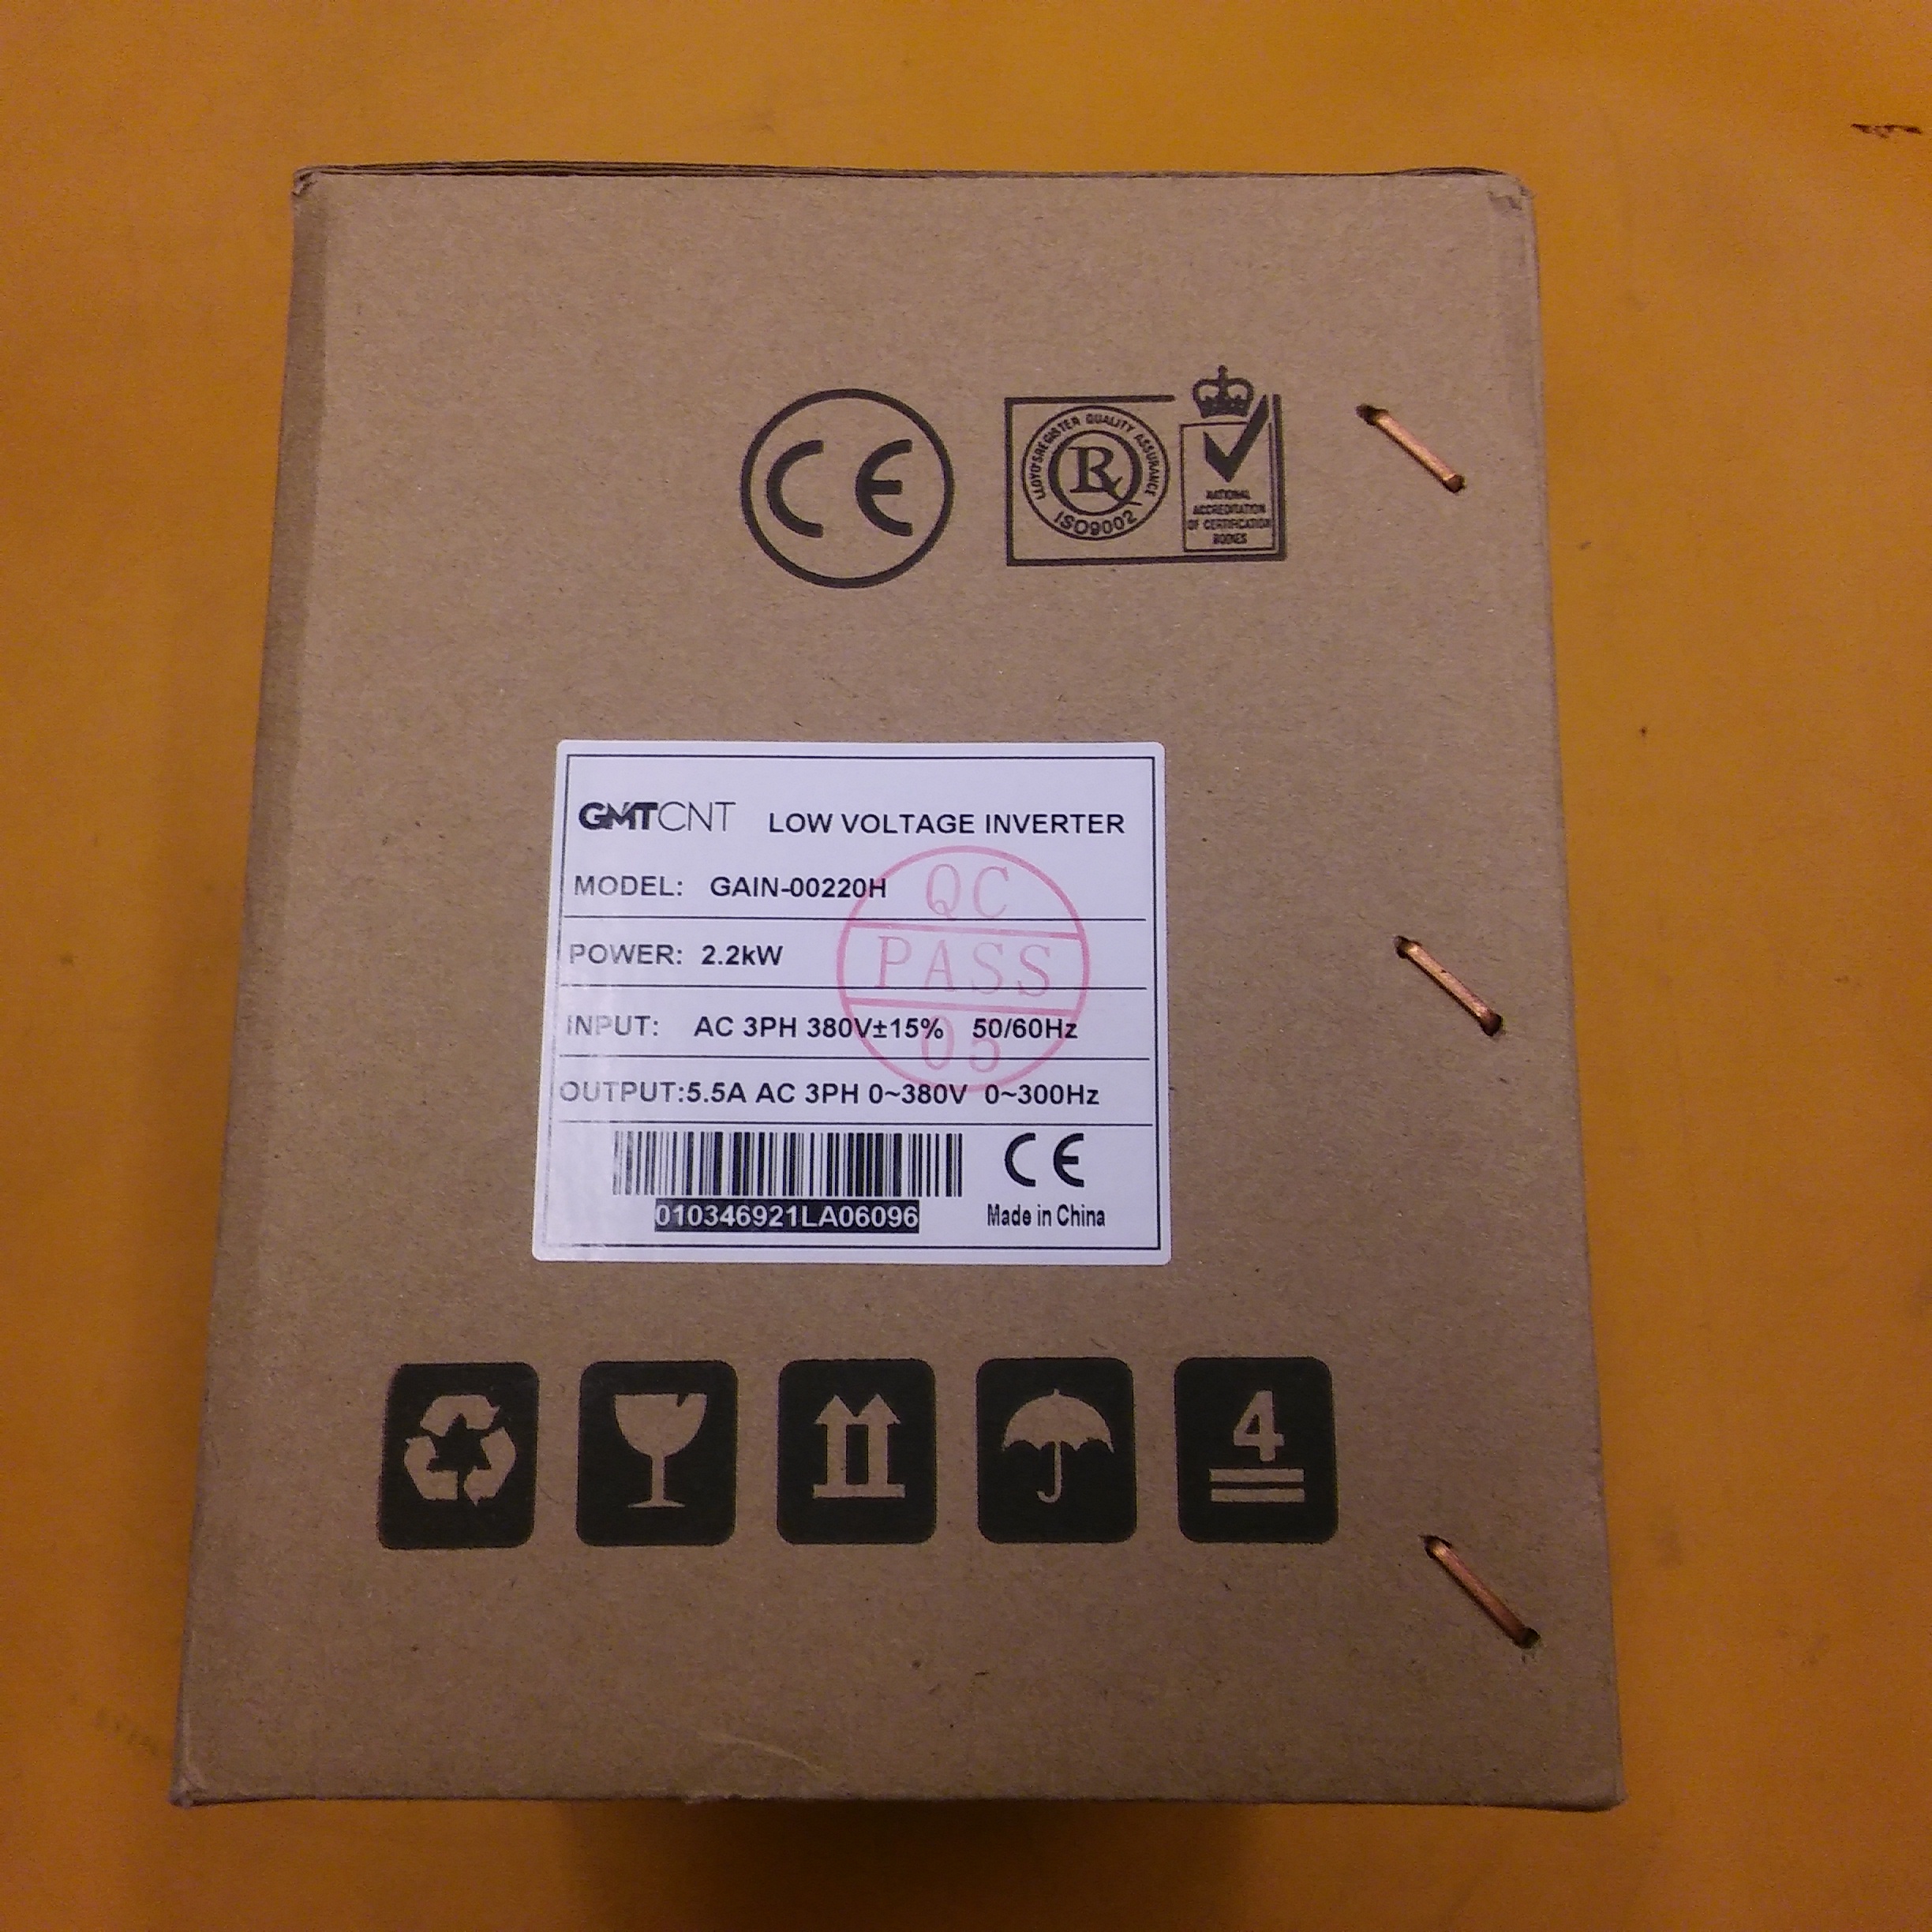 CE
LLOYD'S REGISTER QUALITY ASSURANCE
ISO9002
NATIONAL
ACCREDITATION
OF CERTIFICATION
BODIES
GMTCNT LOW VOLTAGE INVERTER
MODEL: GAIN-00220H
POWER: 2.2kW
INPUT: AC 3PH 380V±15% 50/60Hz
OUTPUT:5.5A AC 3PH 0~380V 0~300Hz
QC
PASS
05
CE
010346921LA06096 Made in China
4